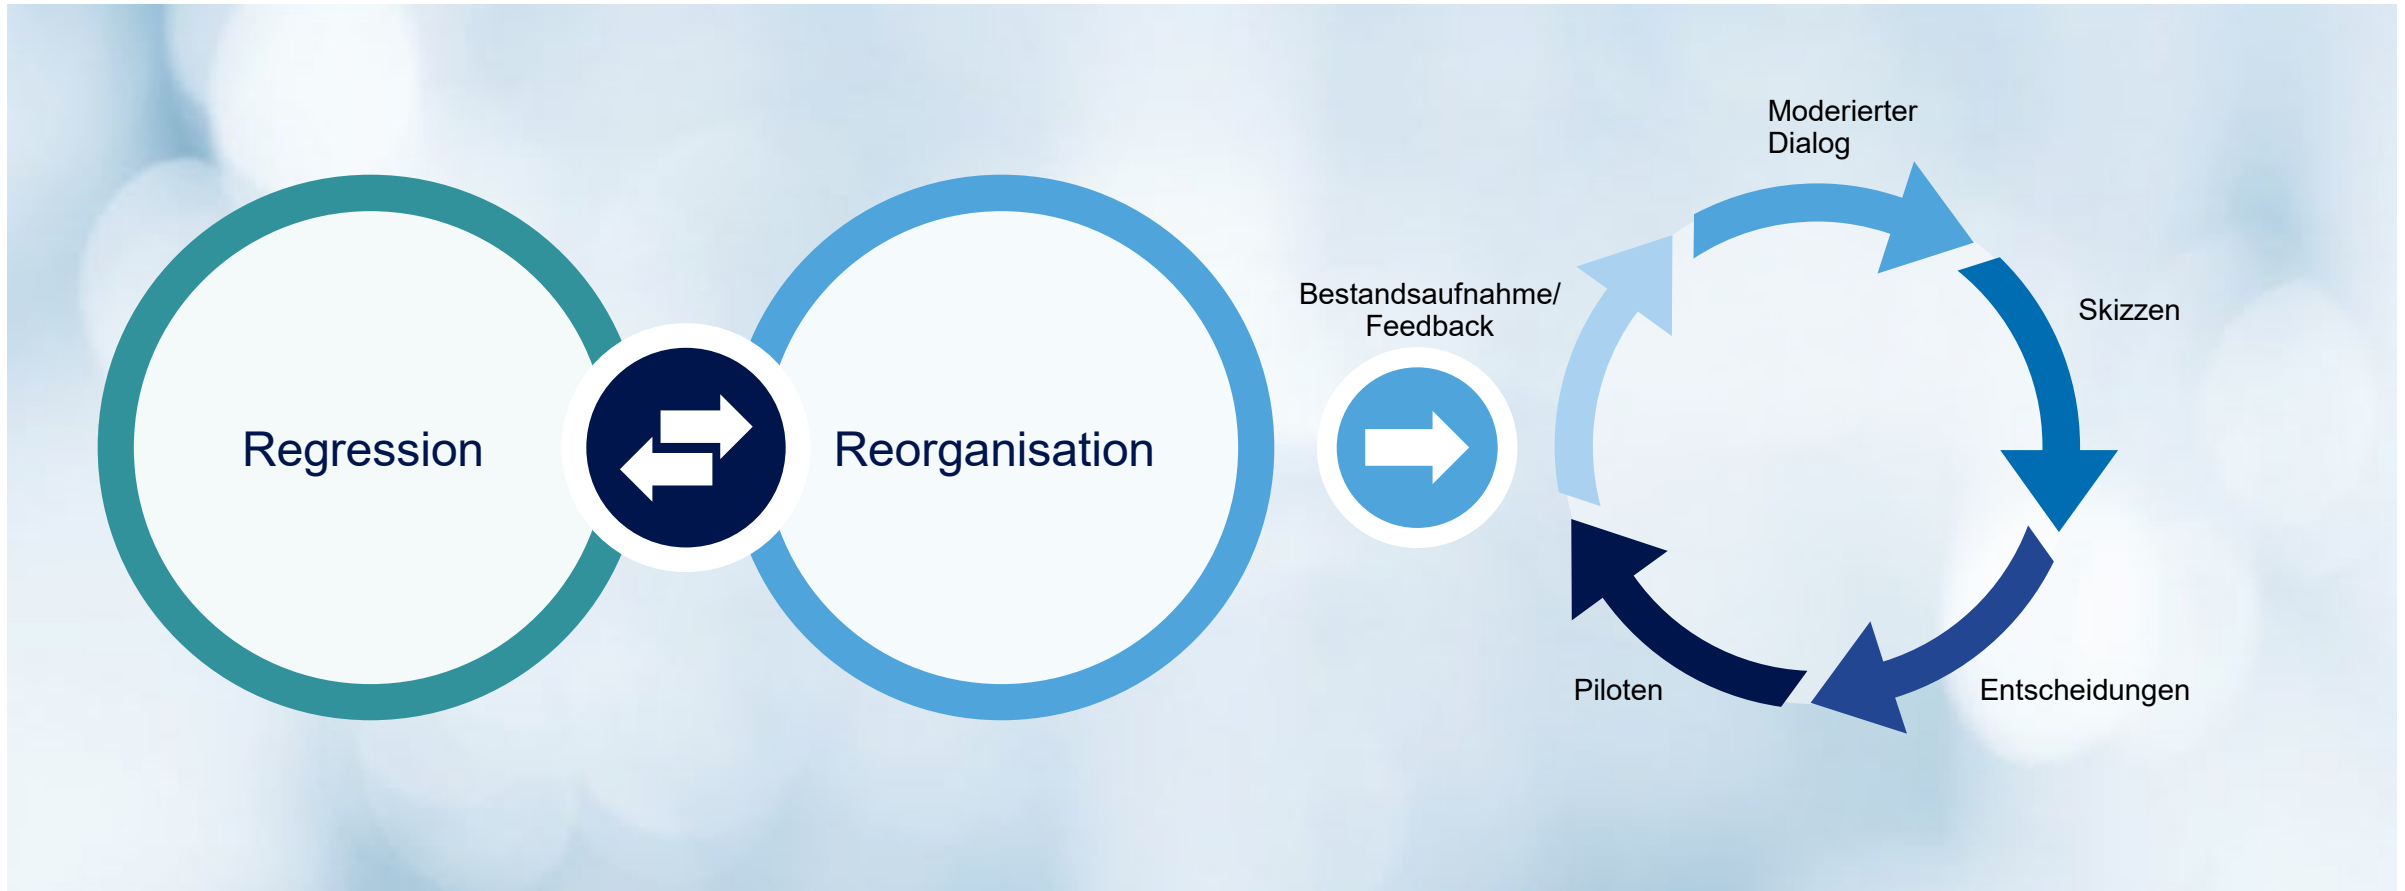 Regression
Reorganisation
Bestandsaufnahme/
Feedback
Moderierter
Dialog
Skizzen
Entscheidungen
Piloten